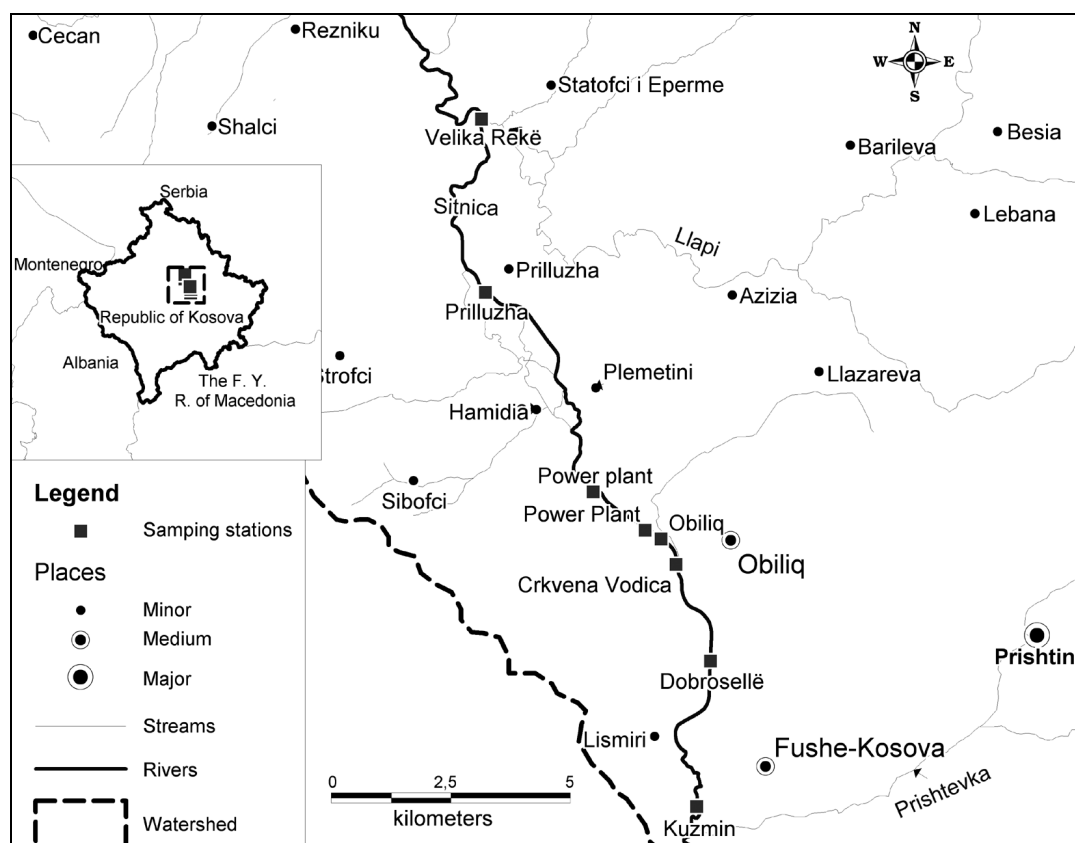 Cecan
Rezniku
Statofci i Eperme
Shalci
Velika Rekë
Barileva
Besia
Lebana
Sitnica
Llapi
Prilluzha
Prilluzha
Azizia
Strofci
Plemetini
Llazareva
Hamidia
Sibofci
Power plant
Power Plant
Obiliq
Obiliq
Crkvena Vodica
Prishtin
Dobrosellë
Lismiri
Fushe-Kosova
Prishtevka
Kuzmin
N
W E
S
Serbia
Montenegro
Republic of Kosova
Albania
The F. Y.
R. of Macedonia
Legend
Samping stations
Places
Minor
Medium
Major
Streams
Rivers
Watershed
0 2,5 5
kilometers